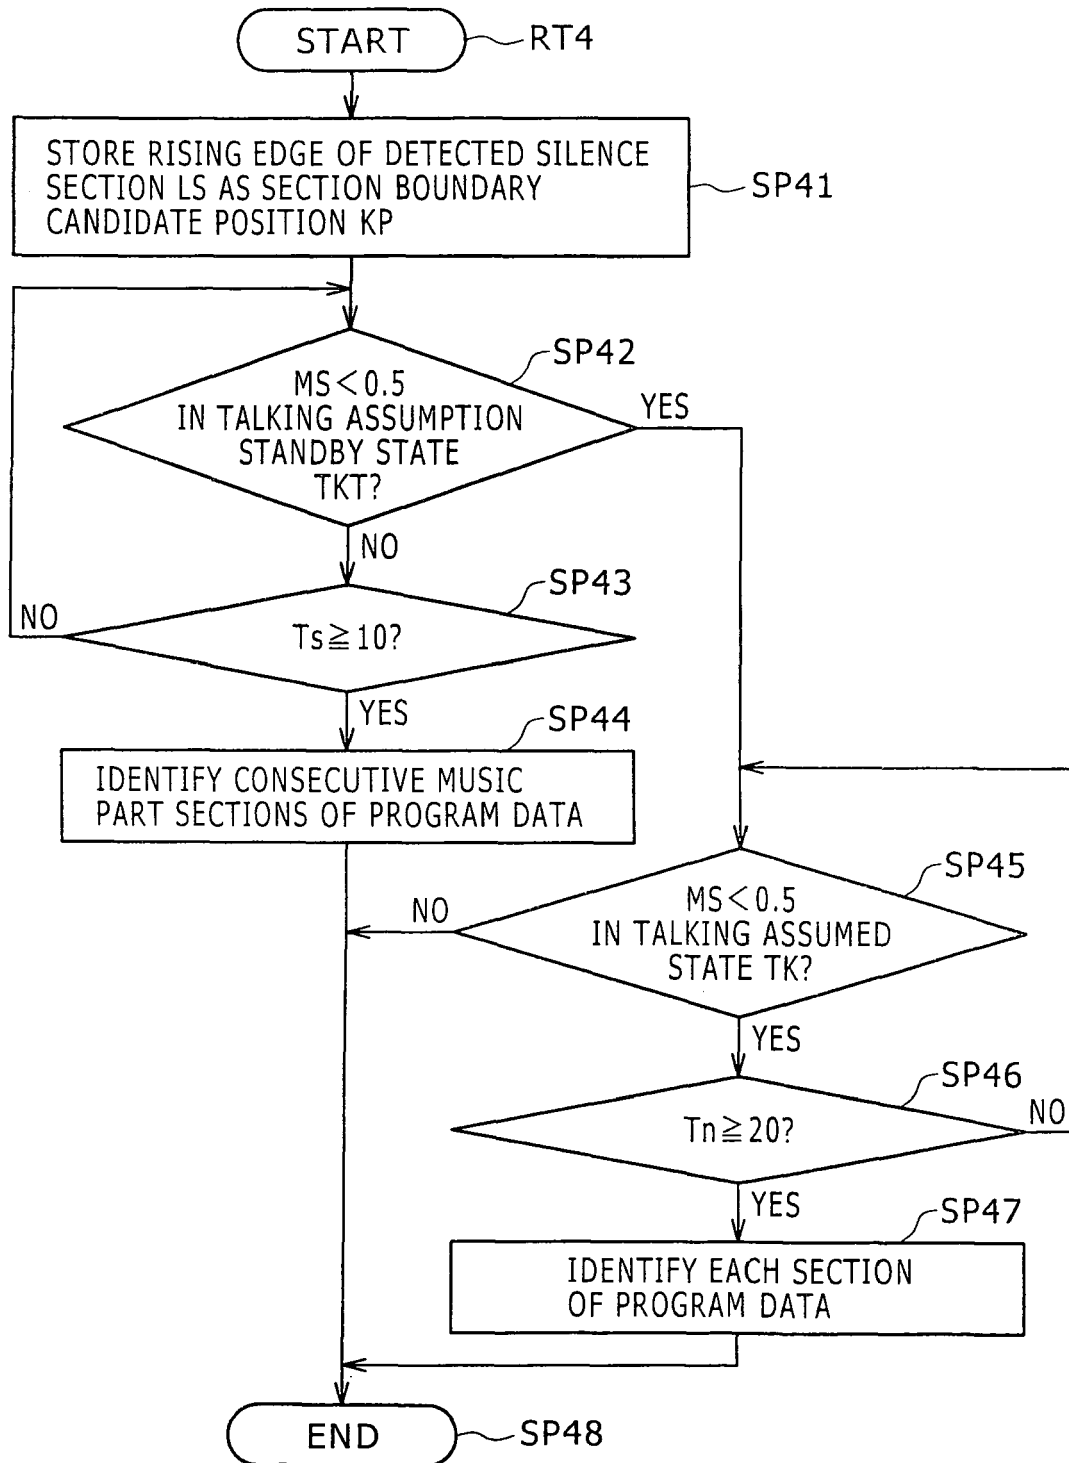 START
RT4
STORE RISING EDGE OF DETECTED SILENCE
SECTION LS AS SECTION BOUNDARY
CANDIDATE POSITION KP
SP41
SP42
MS<0.5
IN TALKING ASSUMPTION
STANDBY STATE
TKT?
YES
NO
SP43
NO
Ts≧10?
YES
SP44
IDENTIFY CONSECUTIVE MUSIC
PART SECTIONS OF PROGRAM DATA
SP45
NO
MS<0.5
IN TALKING ASSUMED
STATE TK?
YES
SP46
NO
Tn≧20?
YES
SP47
IDENTIFY EACH SECTION
OF PROGRAM DATA
END
SP48